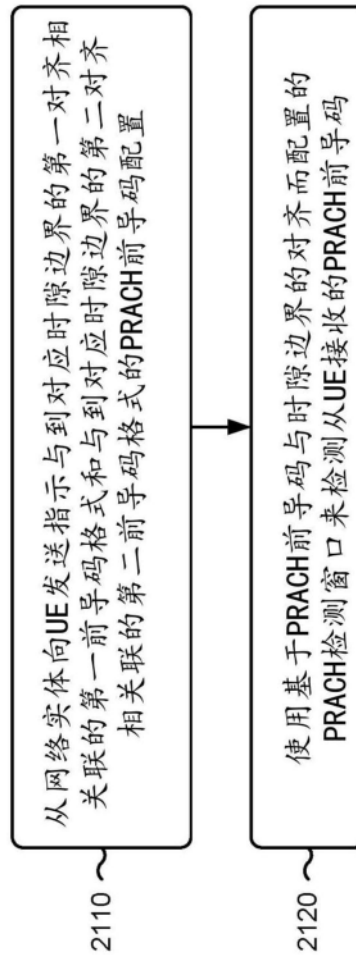 从网络实体向UE发送指示与到对应时隙边界的第一对齐相
关联的第一前导码格式和与到对应时隙边界的第二对齐
相关联的第二前导码格式的PRACH前导码配置
2110
使用基于PRACH前导码与时隙边界的对齐而配置的
PRACH检测窗口来检测从UE接收的PRACH前导码
2120